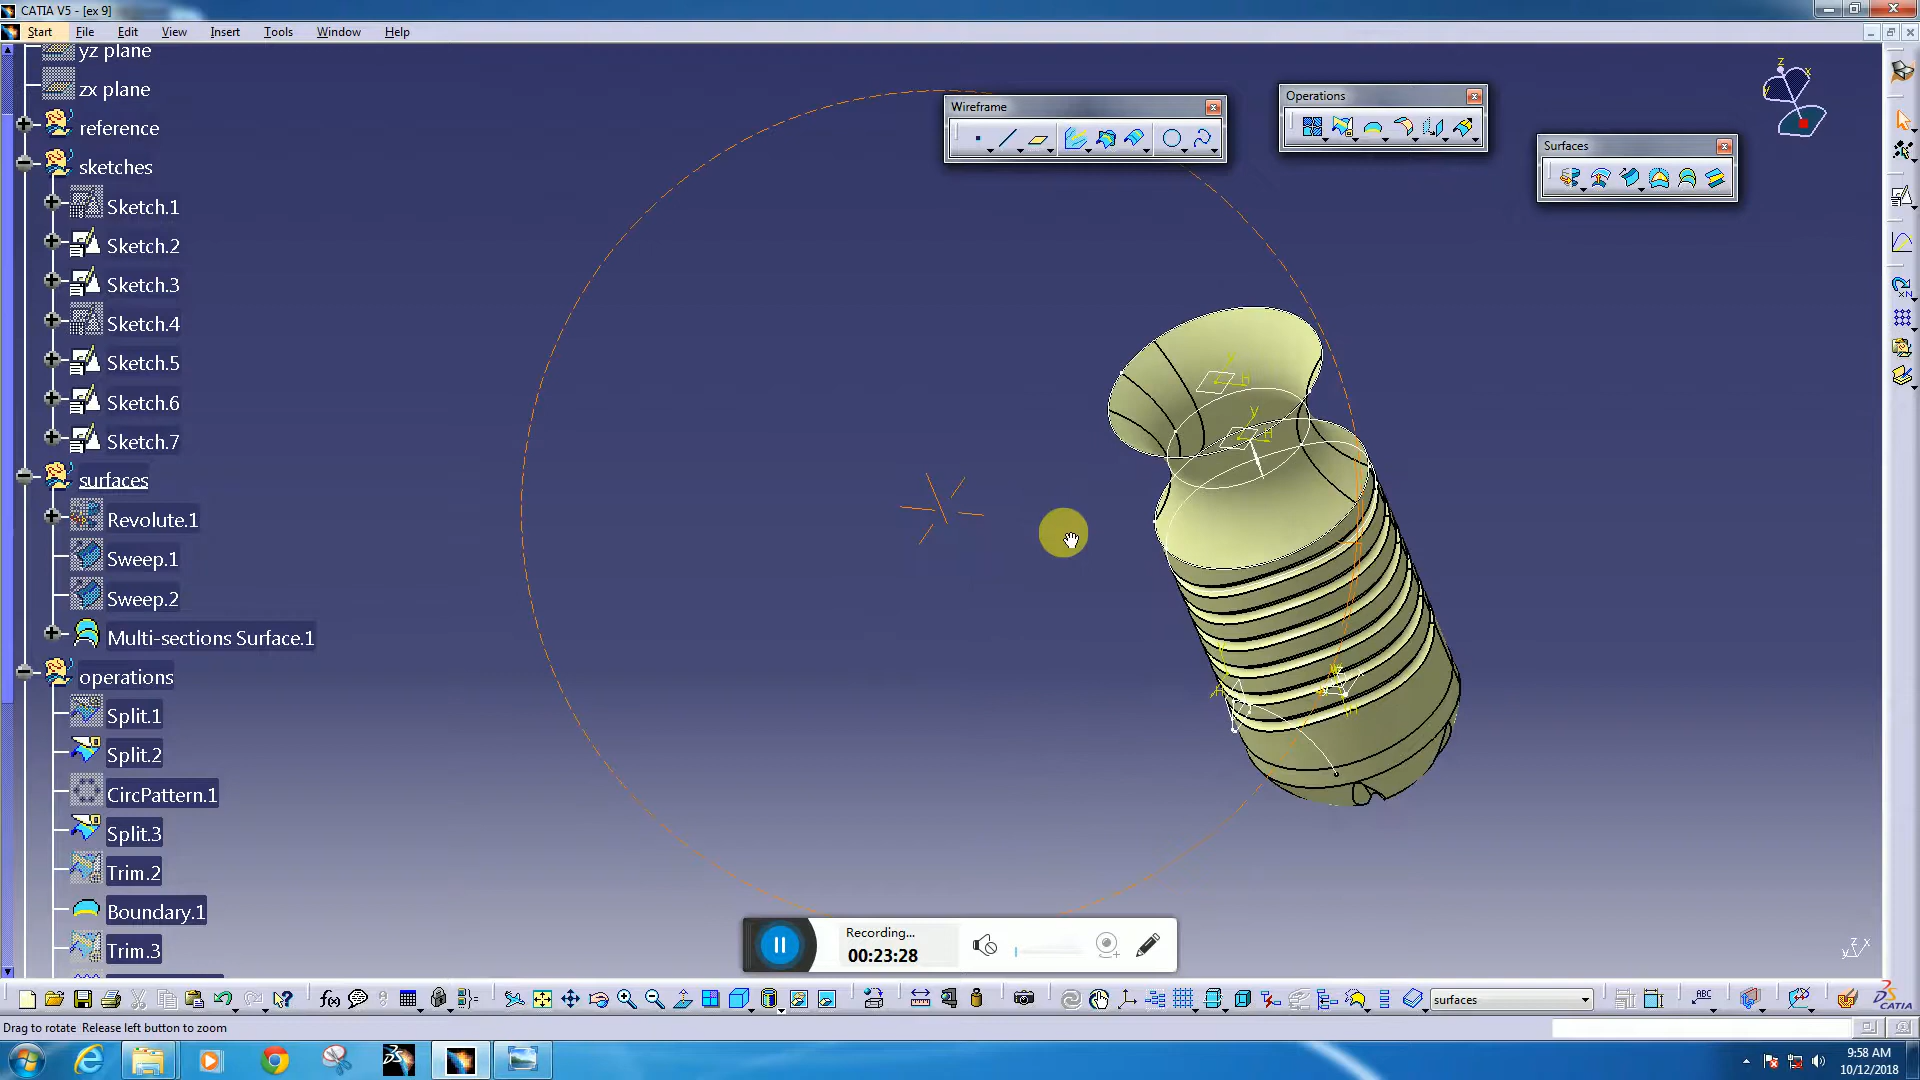 CATIA V5 - [ex 9]
Start File Edit View Insert Tools Window Help
yz plane
zx plane
reference
sketches
Sketch.1
Sketch.2
Sketch.3
Sketch.4
Sketch.5
Sketch.6
Sketch.7
surfaces
Revolute.1
Sweep.1
Sweep.2
Multi-sections Surface.1
operations
Split.1
Split.2
CircPattern.1
Split.3
Trim.2
Boundary.1
Trim.3
Wireframe
Operations
Surfaces
z
x
y
H
y
H
H
Recording...
00:23:28
z x
y
f(x)
surfaces
ABC
CATIA
Drag to rotate Release left button to zoom
9:58 AM
10/12/2018